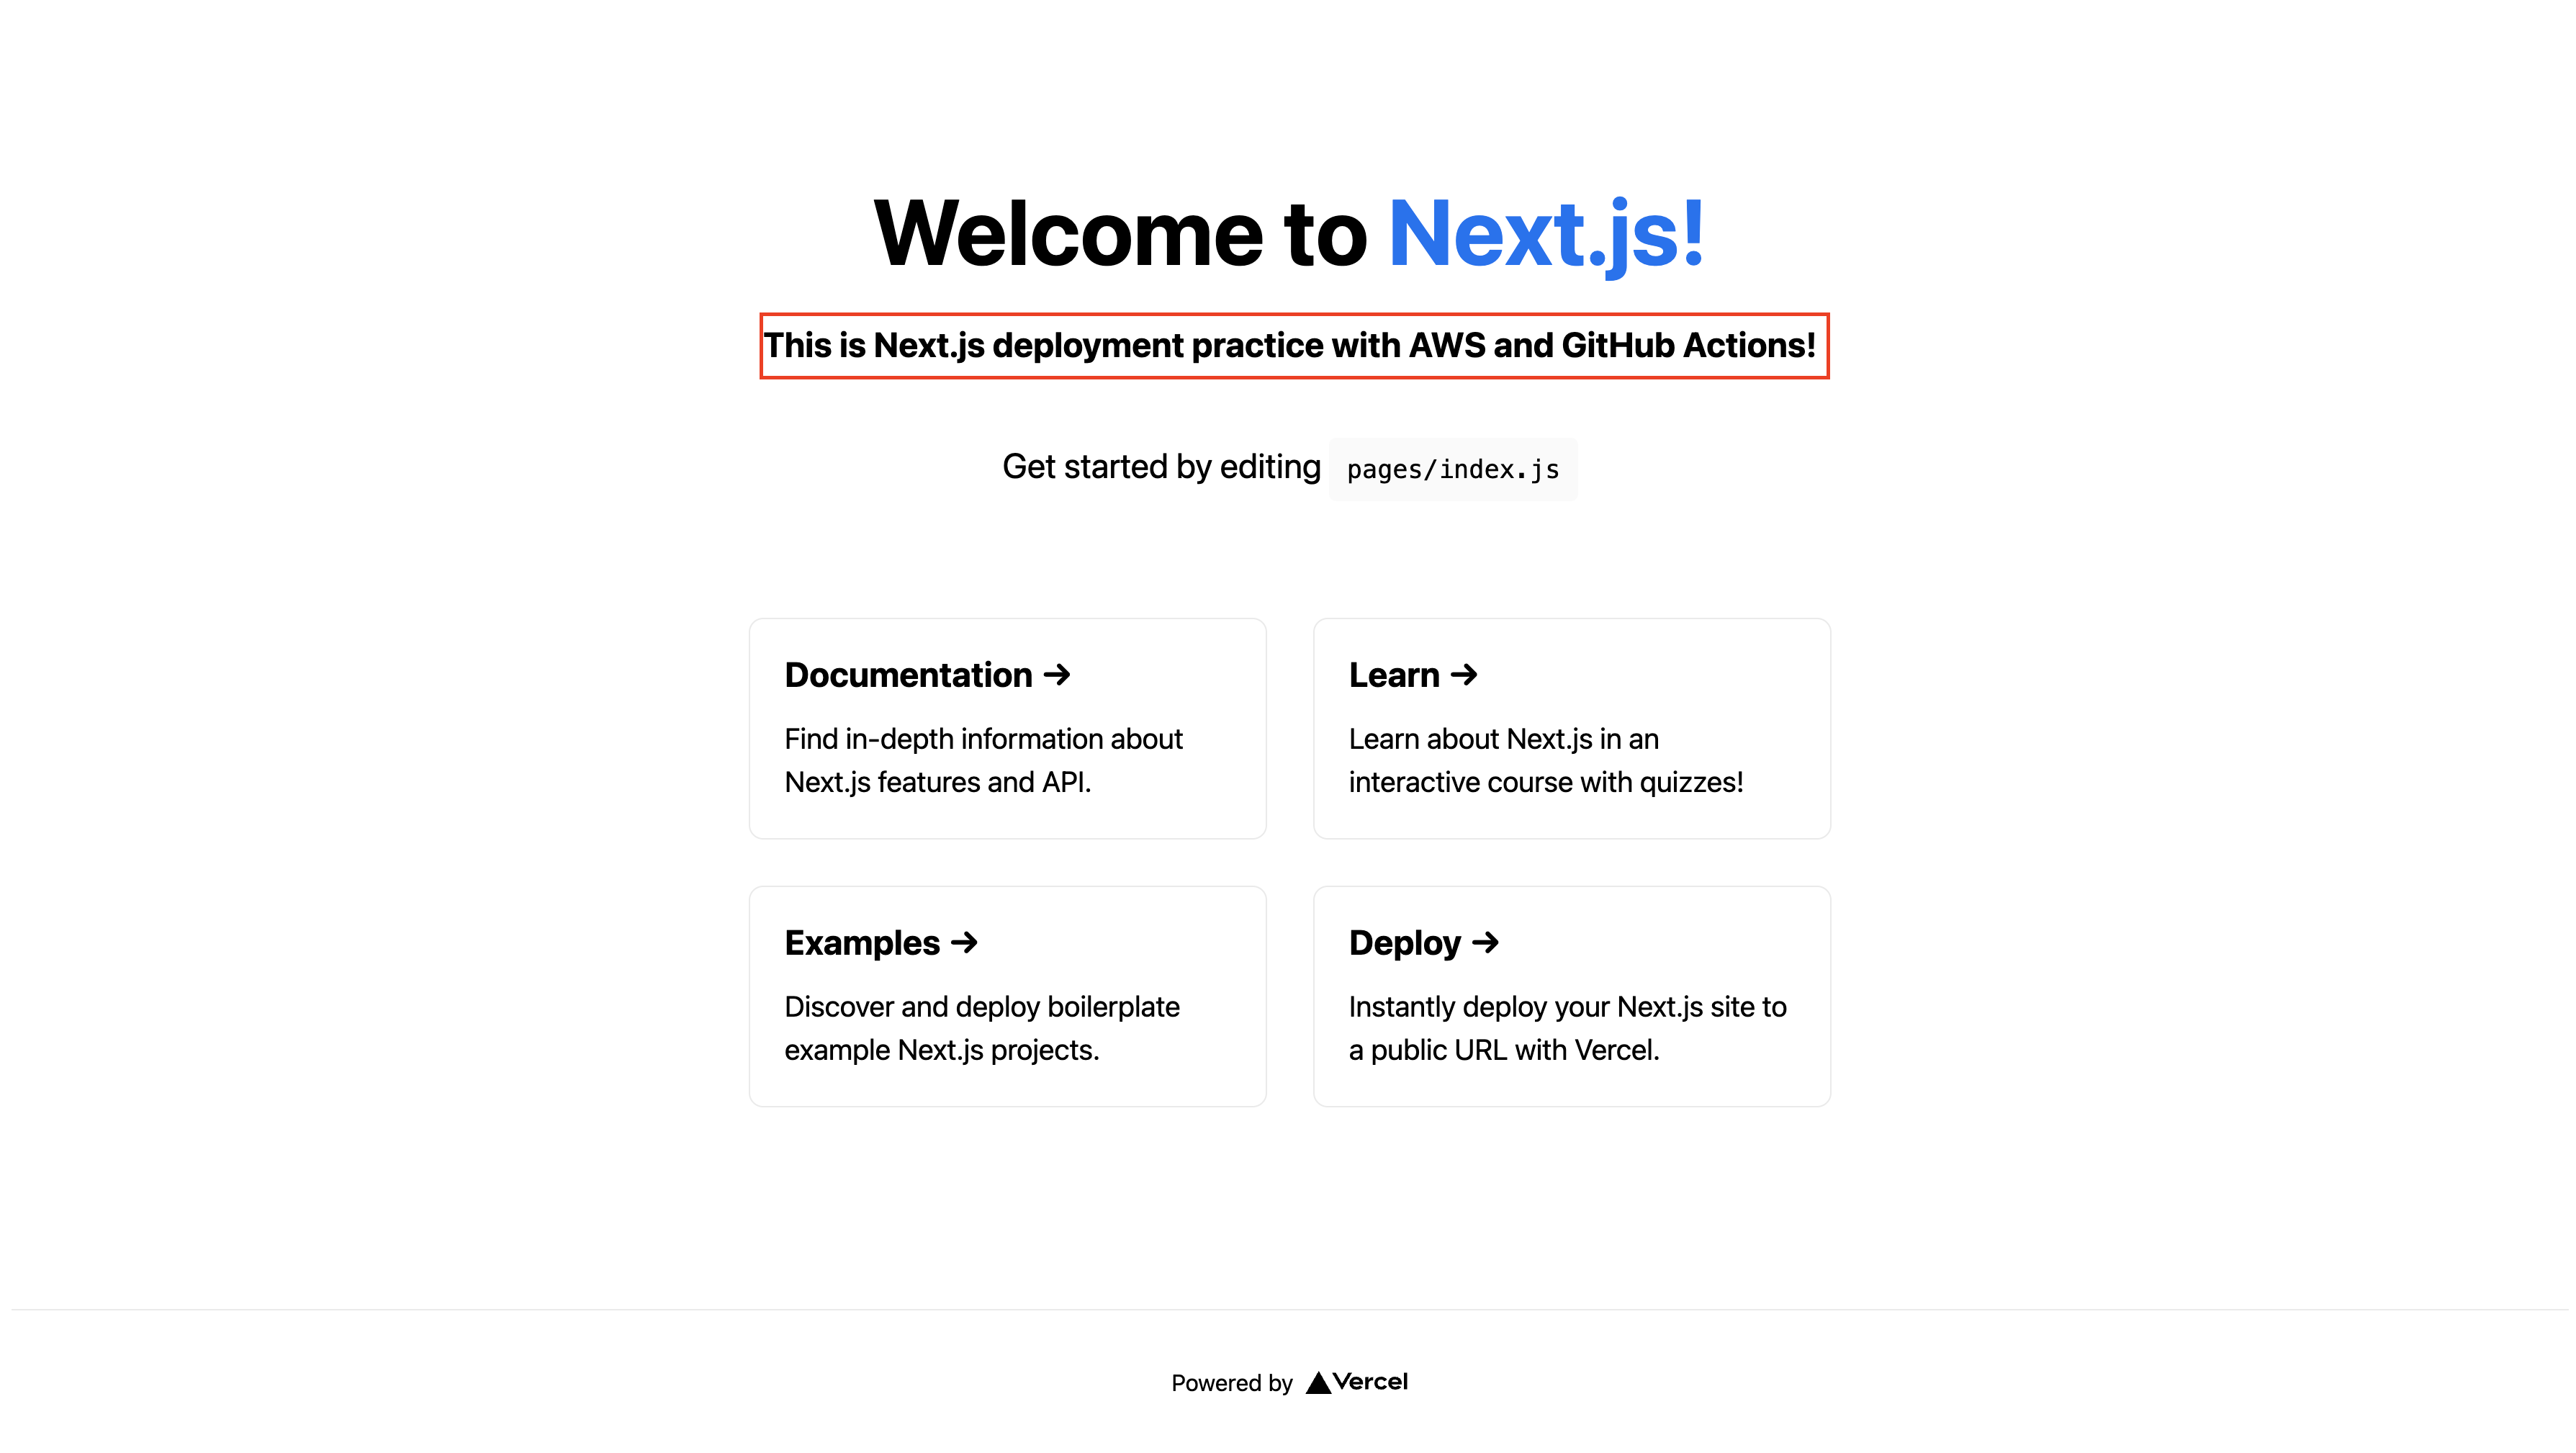 Welcome to Next.js!
This is Next.js deployment practice with AWS and GitHub Actions!
Get started by editing pages/index.js
Documentation →
Find in-depth information about
Next.js features and API.
Learn →
Learn about Next.js in an
interactive course with quizzes!
Examples →
Discover and deploy boilerplate
example Next.js projects.
Deploy →
Instantly deploy your Next.js site to
a public URL with Vercel.
Powered by Vercel